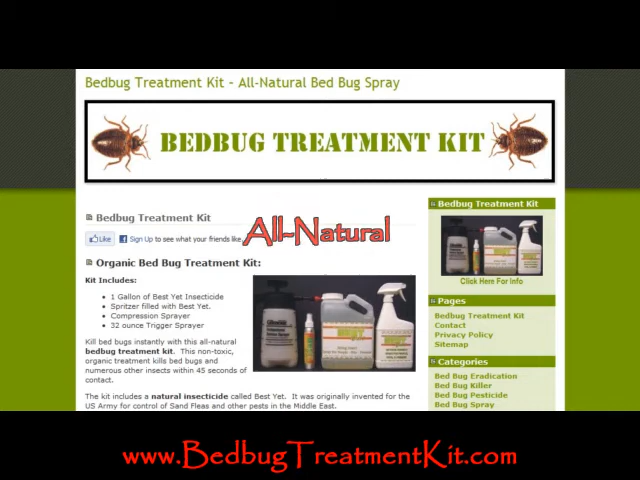 Bedbug Treatment Kit – All-Natural Bed Bug Spray
BEDBUG TREATMENT KIT
Bedbug Treatment Kit
Like
Sign Up to see what your friends like.
All-Natural
Organic Bed Bug Treatment Kit:
Kit Includes:
1 Gallon of Best Yet Insecticide
Spritzer filled with Best Yet.
Compression Sprayer
32 ounce Trigger Sprayer
Kill bed bugs instantly with this all-natural
bedbug treatment kit. This non-toxic,
organic treatment kills bed bugs and
numerous other insects within 45 seconds of
contact.
The kit includes a natural insecticide called Best Yet. It was originally invented for the
US Army for control of Sand Fleas and other pests in the Middle East.
Bedbug Treatment Kit
Click Here For Info
Pages
Bedbug Treatment Kit
Contact
Privacy Policy
Sitemap
Categories
Bed Bug Eradication
Bed Bug Killer
Bed Bug Pesticide
Bed Bug Spray
www.BedbugTreatmentKit.com